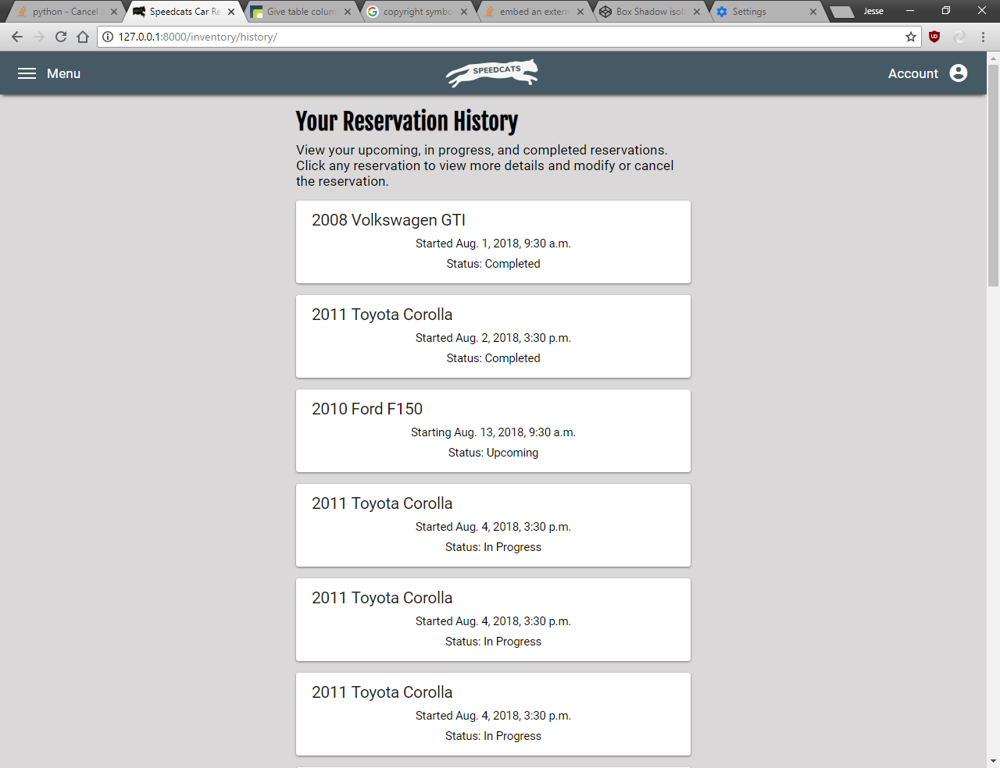 python - Cancel
Speedcats Car Re
Give table colum
copyright symbo
embed an extern
Box Shadow isol
Settings
Jesse
127.0.0.1:8000/inventory/history/
Menu
SPEEDCATS
Account
Your Reservation History
View your upcoming, in progress, and completed reservations.
Click any reservation to view more details and modify or cancel
the reservation.
2008 Volkswagen GTI
Started Aug. 1, 2018, 9:30 a.m.
Status: Completed
2011 Toyota Corolla
Started Aug. 2, 2018, 3:30 p.m.
Status: Completed
2010 Ford F150
Starting Aug. 13, 2018, 9:30 a.m.
Status: Upcoming
2011 Toyota Corolla
Started Aug. 4, 2018, 3:30 p.m.
Status: In Progress
2011 Toyota Corolla
Started Aug. 4, 2018, 3:30 p.m.
Status: In Progress
2011 Toyota Corolla
Started Aug. 4, 2018, 3:30 p.m.
Status: In Progress